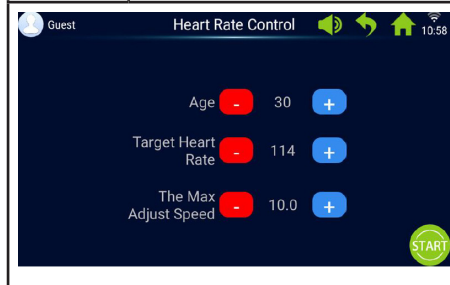 Guest Heart Rate Control 10:58
Age - 30 +
Target Heart
Rate - 114 +
The Max
Adjust Speed - 10.0 +
START